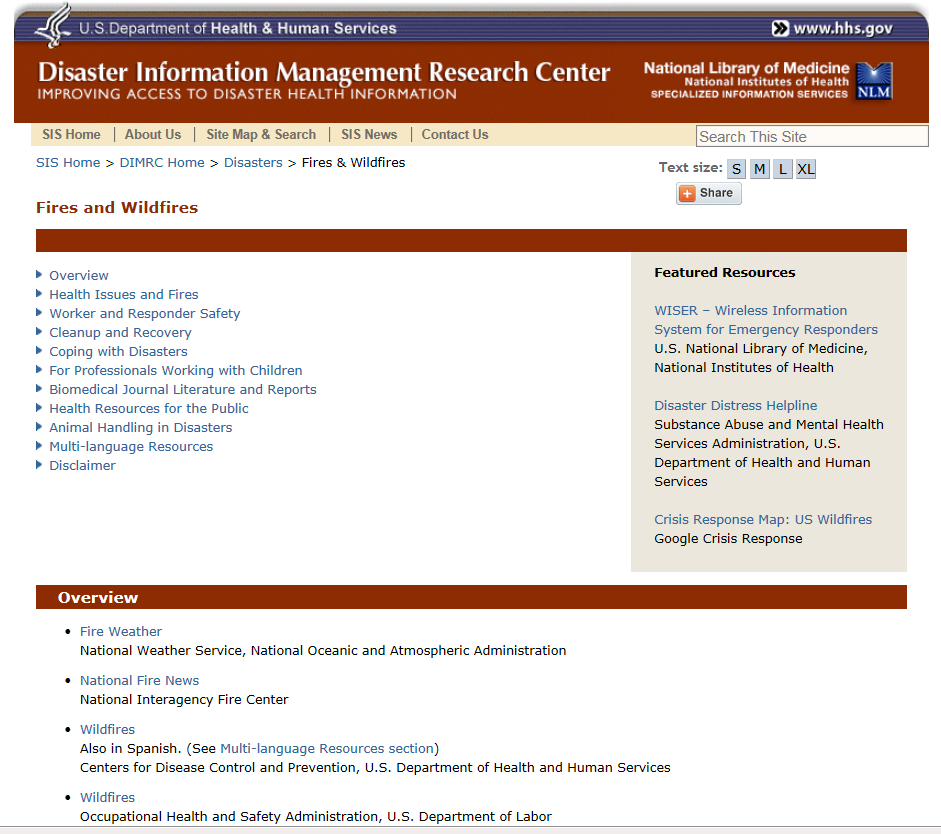 U.S.Department of Health & Human Services
www.hhs.gov
Disaster Information Management Research Center
IMPROVING ACCESS TO DISASTER HEALTH INFORMATION
National Library of Medicine
National Institutes of Health
SPECIALIZED INFORMATION SERVICES
NLM
SIS Home | About Us | Site Map & Search | SIS News | Contact Us
Search This Site
SIS Home > DIMRC Home > Disasters > Fires & Wildfires
Text size: S M L XL
Share
Fires and Wildfires
Overview
Health Issues and Fires
Worker and Responder Safety
Cleanup and Recovery
Coping with Disasters
For Professionals Working with Children
Biomedical Journal Literature and Reports
Health Resources for the Public
Animal Handling in Disasters
Multi-language Resources
Disclaimer
Featured Resources
WISER – Wireless Information
System for Emergency Responders
U.S. National Library of Medicine,
National Institutes of Health
Disaster Distress Helpline
Substance Abuse and Mental Health
Services Administration, U.S.
Department of Health and Human
Services
Crisis Response Map: US Wildfires
Google Crisis Response
Overview
• Fire Weather
National Weather Service, National Oceanic and Atmospheric Administration
• National Fire News
National Interagency Fire Center
• Wildfires
Also in Spanish. (See Multi-language Resources section)
Centers for Disease Control and Prevention, U.S. Department of Health and Human Services
• Wildfires
Occupational Health and Safety Administration, U.S. Department of Labor